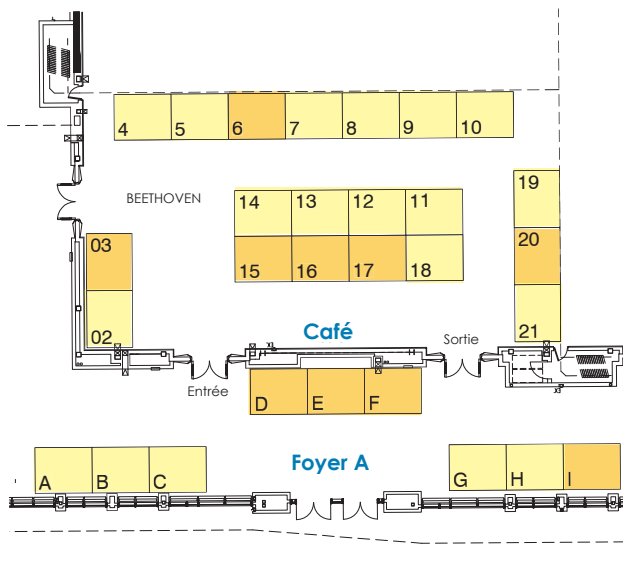 4 5 6 7 8 9 10
BEETHOVEN
19
14 13 12 11
03
20
15 16 17 18
02
21
Café
Sortie
Entrée
D E F
Foyer A
A B C
G H I